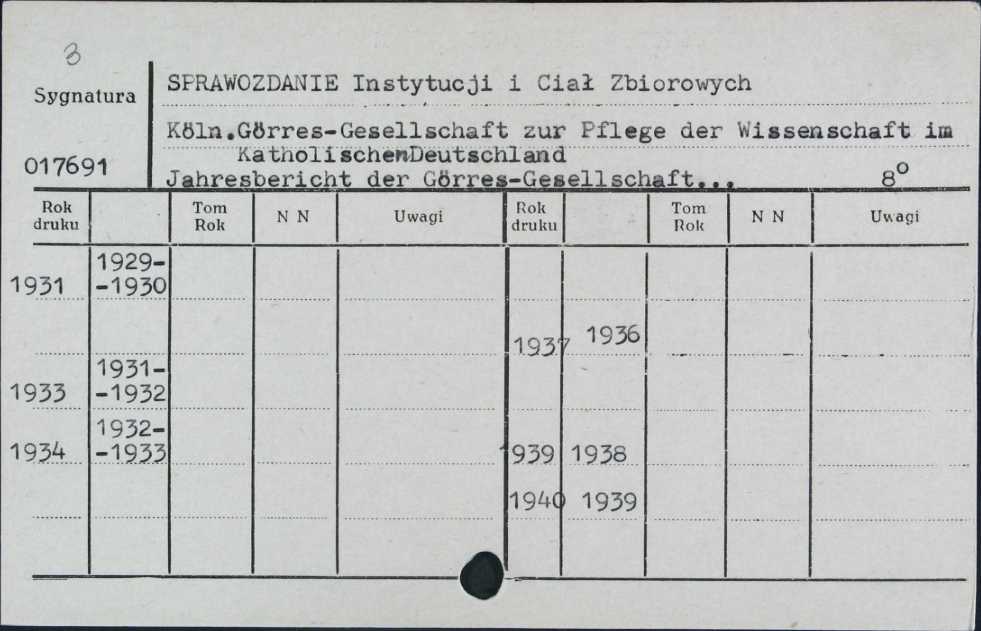 3
Sygnatura
017691
SPRAWOZDANIE Instytucji i Ciał Zbiorowych
Köln.Görres-Gesellschaft zur Pflege der Wissenschaft im
KatholischenDeutschland
Jahresbericht der Görres-Gesellschaft... 8°
Rok druku Tom Rok N N Uwagi Rok druku Tom Rok N N Uwagi
1929-
1931 -1930
1937 1936
1931-
1933 -1932
1932-
1934 -1933
1939 1938
1940 1939